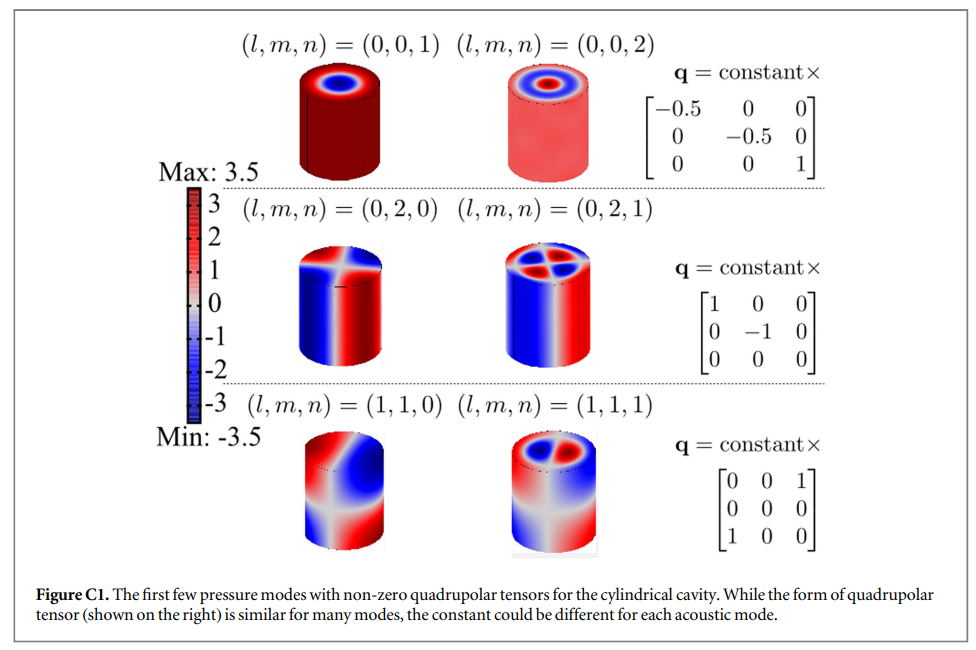 (l, m, n) = (0, 0, 1) (l, m, n) = (0, 0, 2)
q = constant×
[−0.5 0 0]
[0 −0.5 0]
[0 0 1]
Max: 3.5
3
2
1
0
-1
-2
-3
Min: -3.5
(l, m, n) = (0, 2, 0) (l, m, n) = (0, 2, 1)
q = constant×
[1 0 0]
[0 −1 0]
[0 0 0]
(l, m, n) = (1, 1, 0) (l, m, n) = (1, 1, 1)
q = constant×
[0 0 1]
[0 0 0]
[1 0 0]
Figure C1. The first few pressure modes with non-zero quadrupolar tensors for the cylindrical cavity. While the form of quadrupolar
tensor (shown on the right) is similar for many modes, the constant could be different for each acoustic mode.